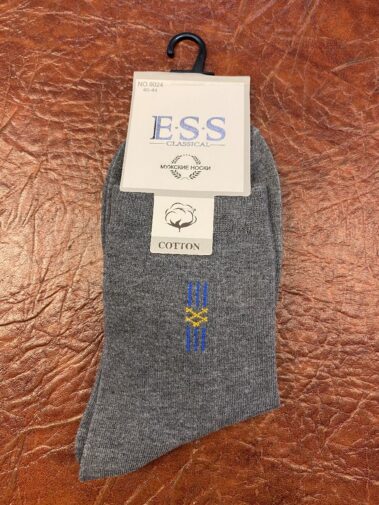 NO.9024
40-44
E·S·S
CLASSICAL
МУЖСКИЕ НОСКИ
COTTON